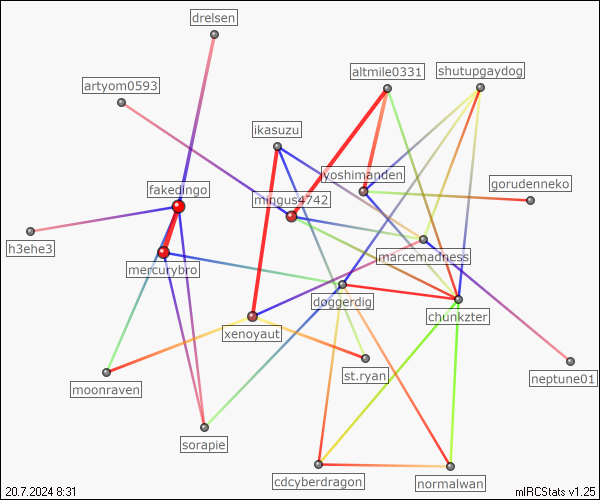 drelsen
altmile0331
shutupgaydog
artyom0593
ikasuzu
yoshimanden
fakedingo
gorudenneko
mingus4742
h3ehe3
marcemadness
mercurybro
doggerdig
chunkzter
xenoyaut
st.ryan
neptune01
moonraven
sorapie
cdcyberdragon
normalwan
20.7.2024 8:31
mIRCStats v1.25